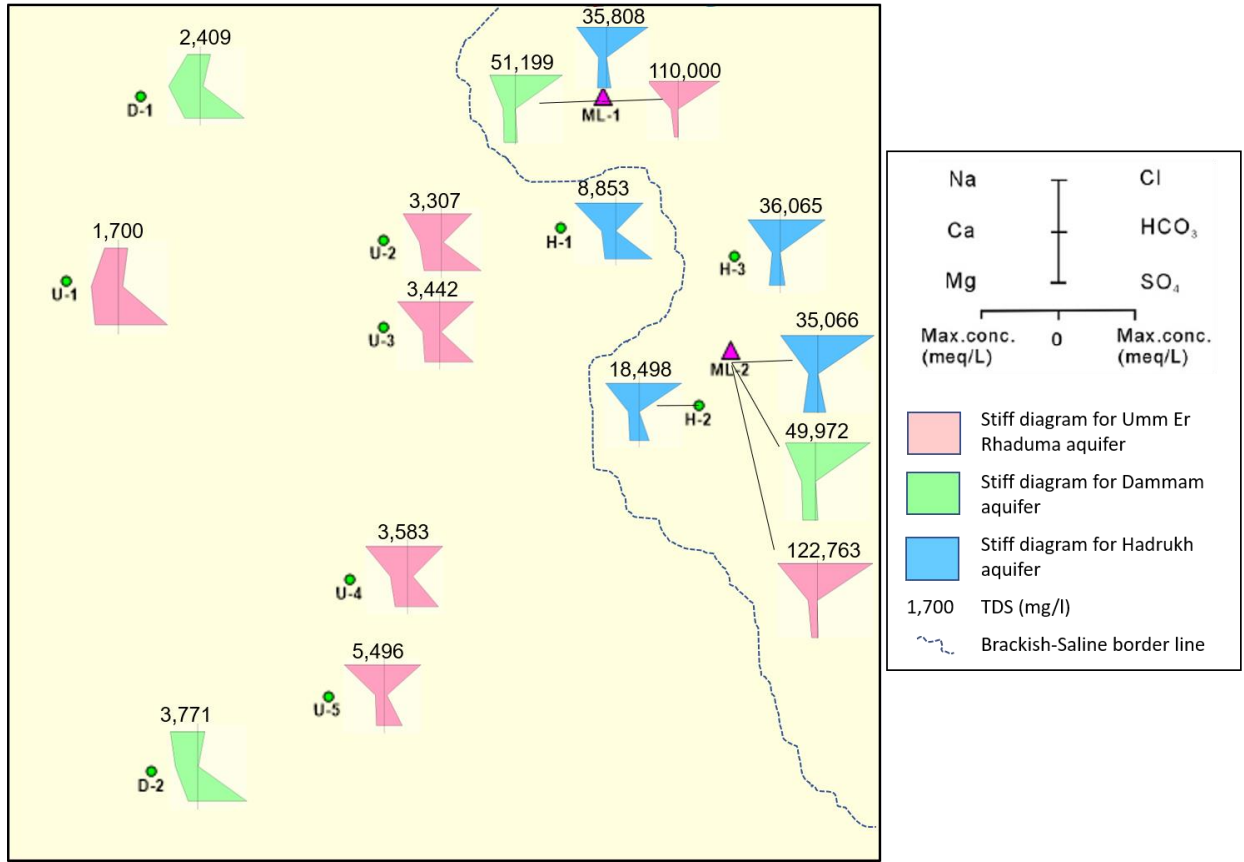 35,808
2,409
51,199
110,000
D-1
ML-1
8,853
3,307
36,065
1,700
U-2
H-1
H-3
U-1
3,442
35,066
U-3
ML-2
18,498
H-2
49,972
3,583
122,763
U-4
5,496
U-5
3,771
D-2
Na
Cl
Ca
HCO₃
Mg
SO₄
Max.conc.
(meq/L)
0
Max.conc.
(meq/L)
Stiff diagram for Umm Er
Rhaduma aquifer
Stiff diagram for Dammam
aquifer
Stiff diagram for Hadrukh
aquifer
1,700 TDS (mg/l)
Brackish-Saline border line